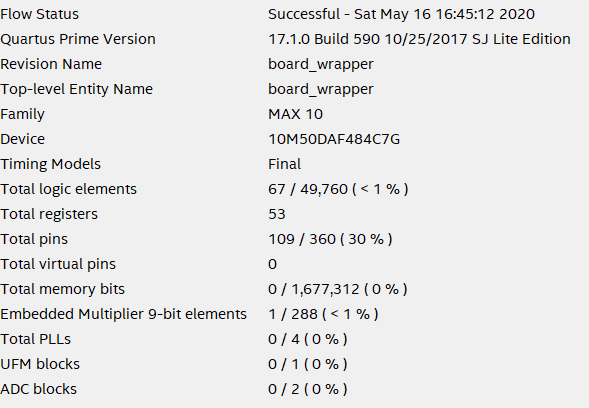 Flow Status Successful - Sat May 16 16:45:12 2020
Quartus Prime Version 17.1.0 Build 590 10/25/2017 SJ Lite Edition
Revision Name board_wrapper
Top-level Entity Name board_wrapper
Family MAX 10
Device 10M50DAF484C7G
Timing Models Final
Total logic elements 67 / 49,760 ( < 1 % )
Total registers 53
Total pins 109 / 360 ( 30 % )
Total virtual pins 0
Total memory bits 0 / 1,677,312 ( 0 % )
Embedded Multiplier 9-bit elements 1 / 288 ( < 1 % )
Total PLLs 0 / 4 ( 0 % )
UFM blocks 0 / 1 ( 0 % )
ADC blocks 0 / 2 ( 0 % )